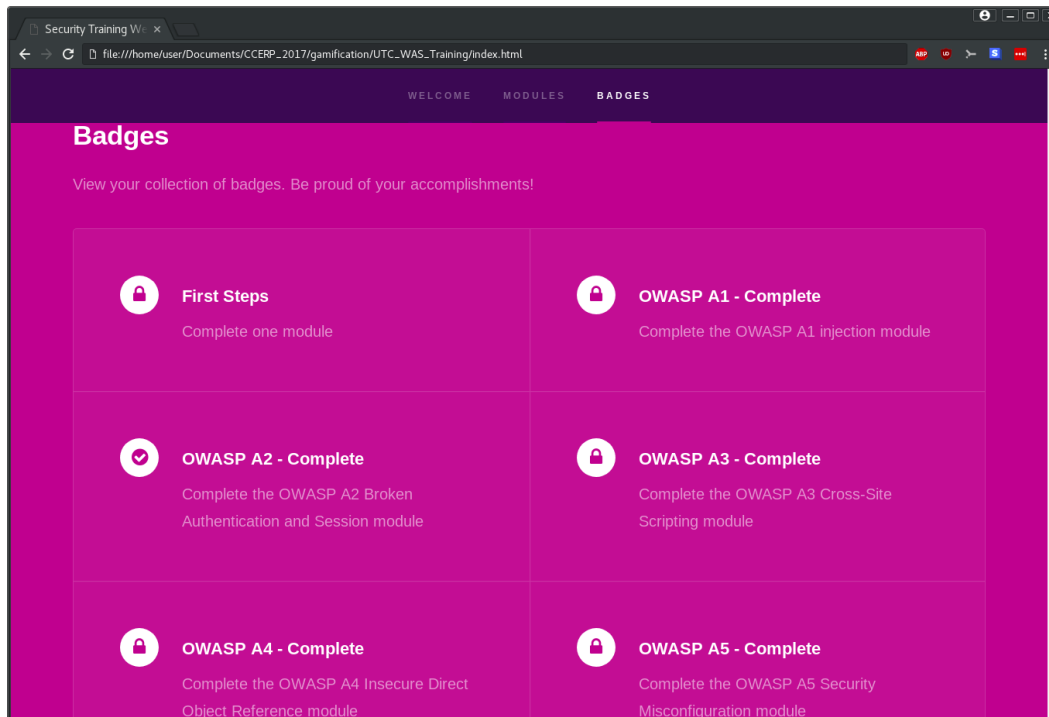 Security Training We
file:///home/user/Documents/CCERP_2017/gamification/UTC_WAS_Training/index.html
ABP
S
WELCOME MODULES BADGES
Badges
View your collection of badges. Be proud of your accomplishments!
First Steps
Complete one module
OWASP A1 - Complete
Complete the OWASP A1 injection module
OWASP A2 - Complete
Complete the OWASP A2 Broken
Authentication and Session module
OWASP A3 - Complete
Complete the OWASP A3 Cross-Site
Scripting module
OWASP A4 - Complete
Complete the OWASP A4 Insecure Direct
Object Reference module
OWASP A5 - Complete
Complete the OWASP A5 Security
Misconfiguration module